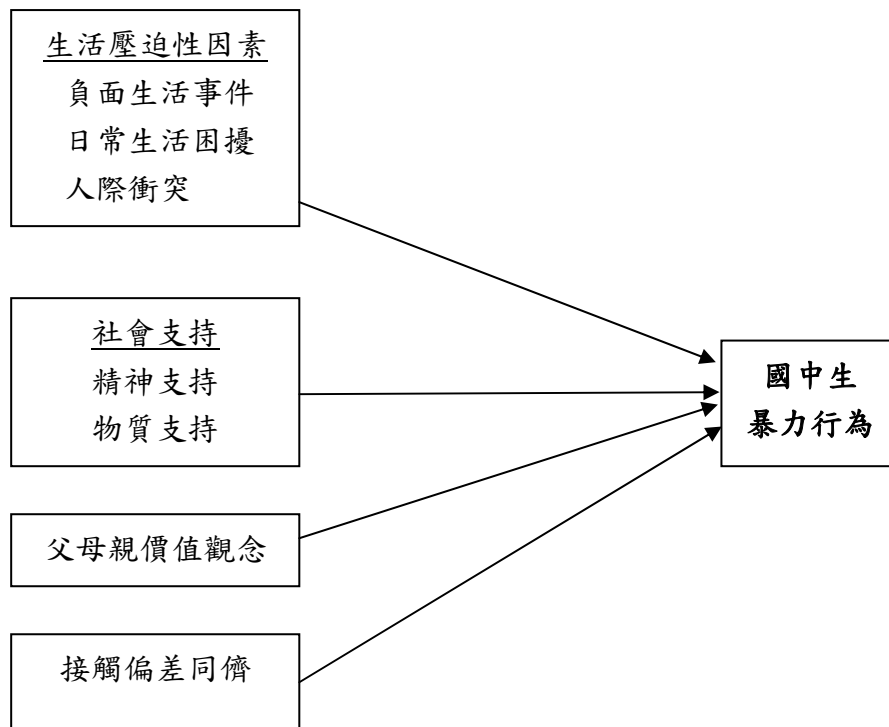 生活壓迫性因素
負面生活事件
日常生活困擾
人際衝突
社會支持
精神支持
物質支持
國中生
暴力行為
父母親價值觀念
接觸偏差同儕